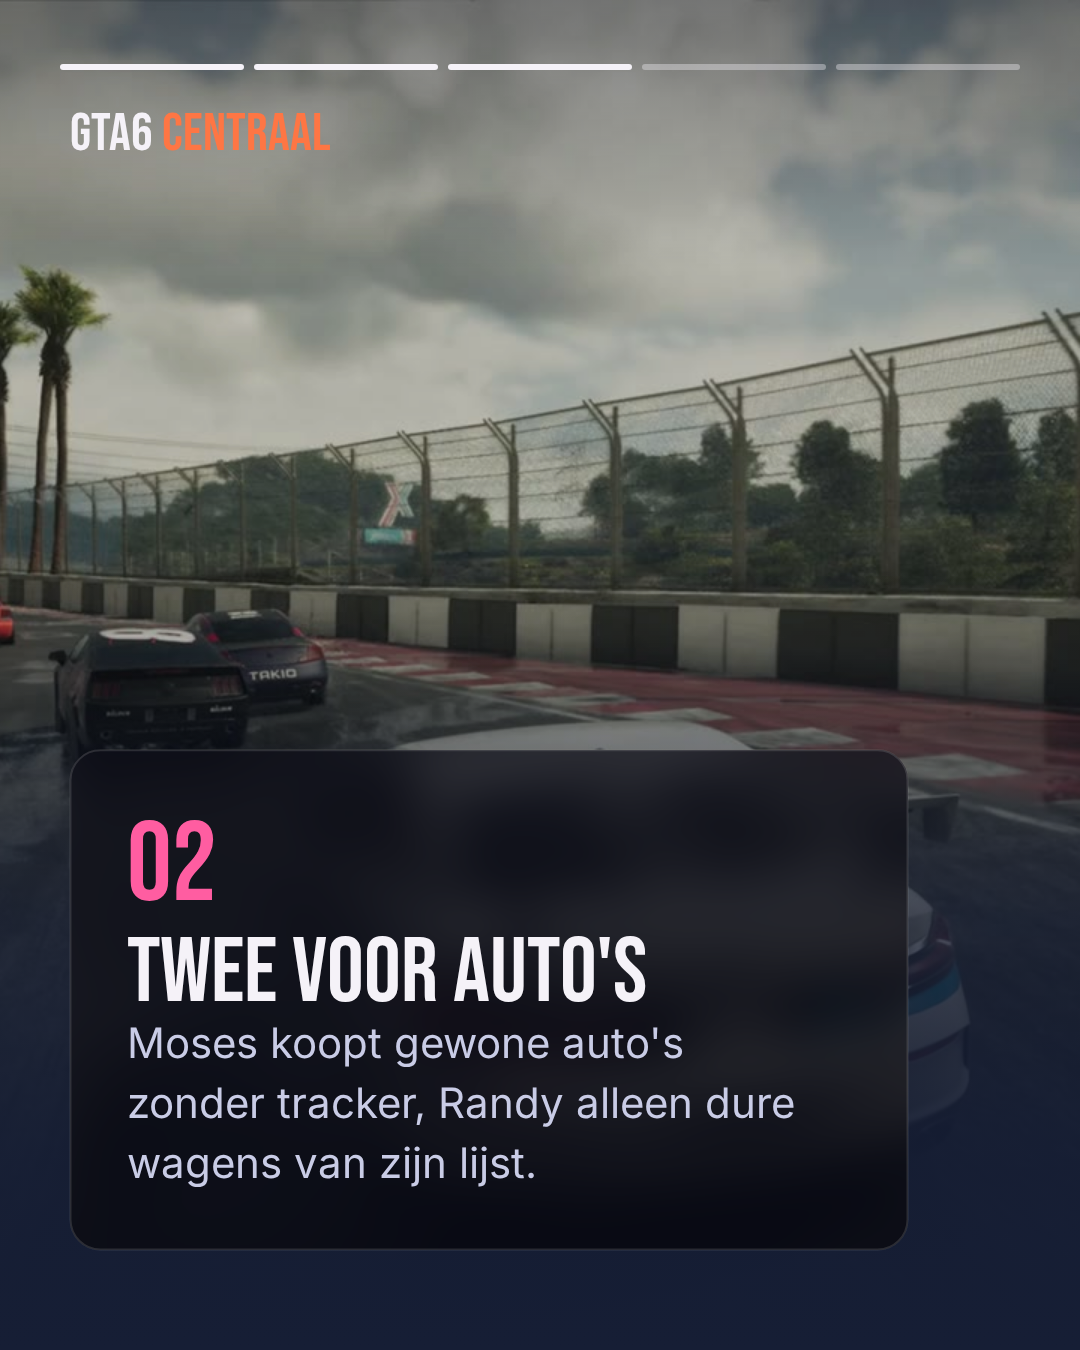 GTA6 CENTRAAL
TAKIO
02
TWEE VOOR AUTO'S
Moses koopt gewone auto's
zonder tracker, Randy alleen dure
wagens van zijn lijst.